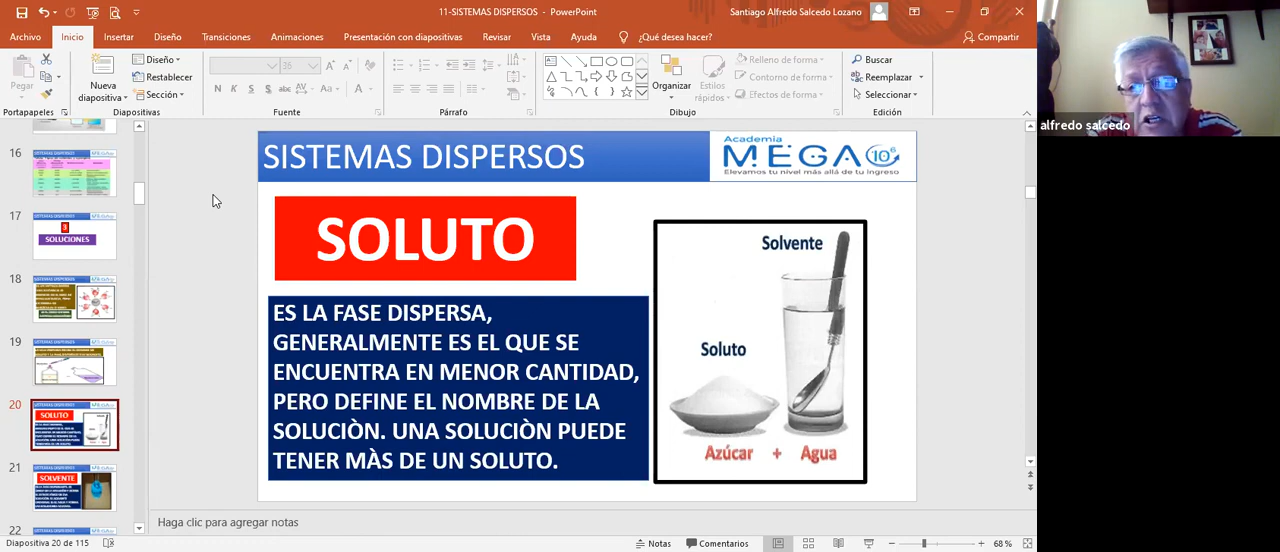 11-SISTEMAS DISPERSOS - PowerPoint
Santiago Alfredo Salcedo Lozano
Archivo Inicio Insertar Diseño Transiciones Animaciones Presentación con diapositivas Revisar Vista Ayuda ¿Qué desea hacer? Compartir
Pegar
Nueva diapositiva
Diseño
Restablecer
Sección
36
N K S S abc AV Aa A
Organizar
Estilos rápidos
Relleno de forma
Contorno de forma
Efectos de forma
Buscar
Reemplazar
Seleccionar
Portapapeles Diapositivas Fuente Párrafo Dibujo Edición
alfredo salcedo
16
17
3
SOLUCIONES
18
19
20
SOLUTO
21
SOLVENTE
22
SISTEMAS DISPERSOS
Academia
MEGA 10⁶
Elevamos tu nivel más allá de tu ingreso
SOLUTO
ES LA FASE DISPERSA,
GENERALMENTE ES EL QUE SE
ENCUENTRA EN MENOR CANTIDAD,
PERO DEFINE EL NOMBRE DE LA
SOLUCIÒN. UNA SOLUCIÒN PUEDE
TENER MÀS DE UN SOLUTO.
Solvente
Soluto
Azúcar + Agua
Haga clic para agregar notas
Diapositiva 20 de 115
Notas
Comentarios
68 %